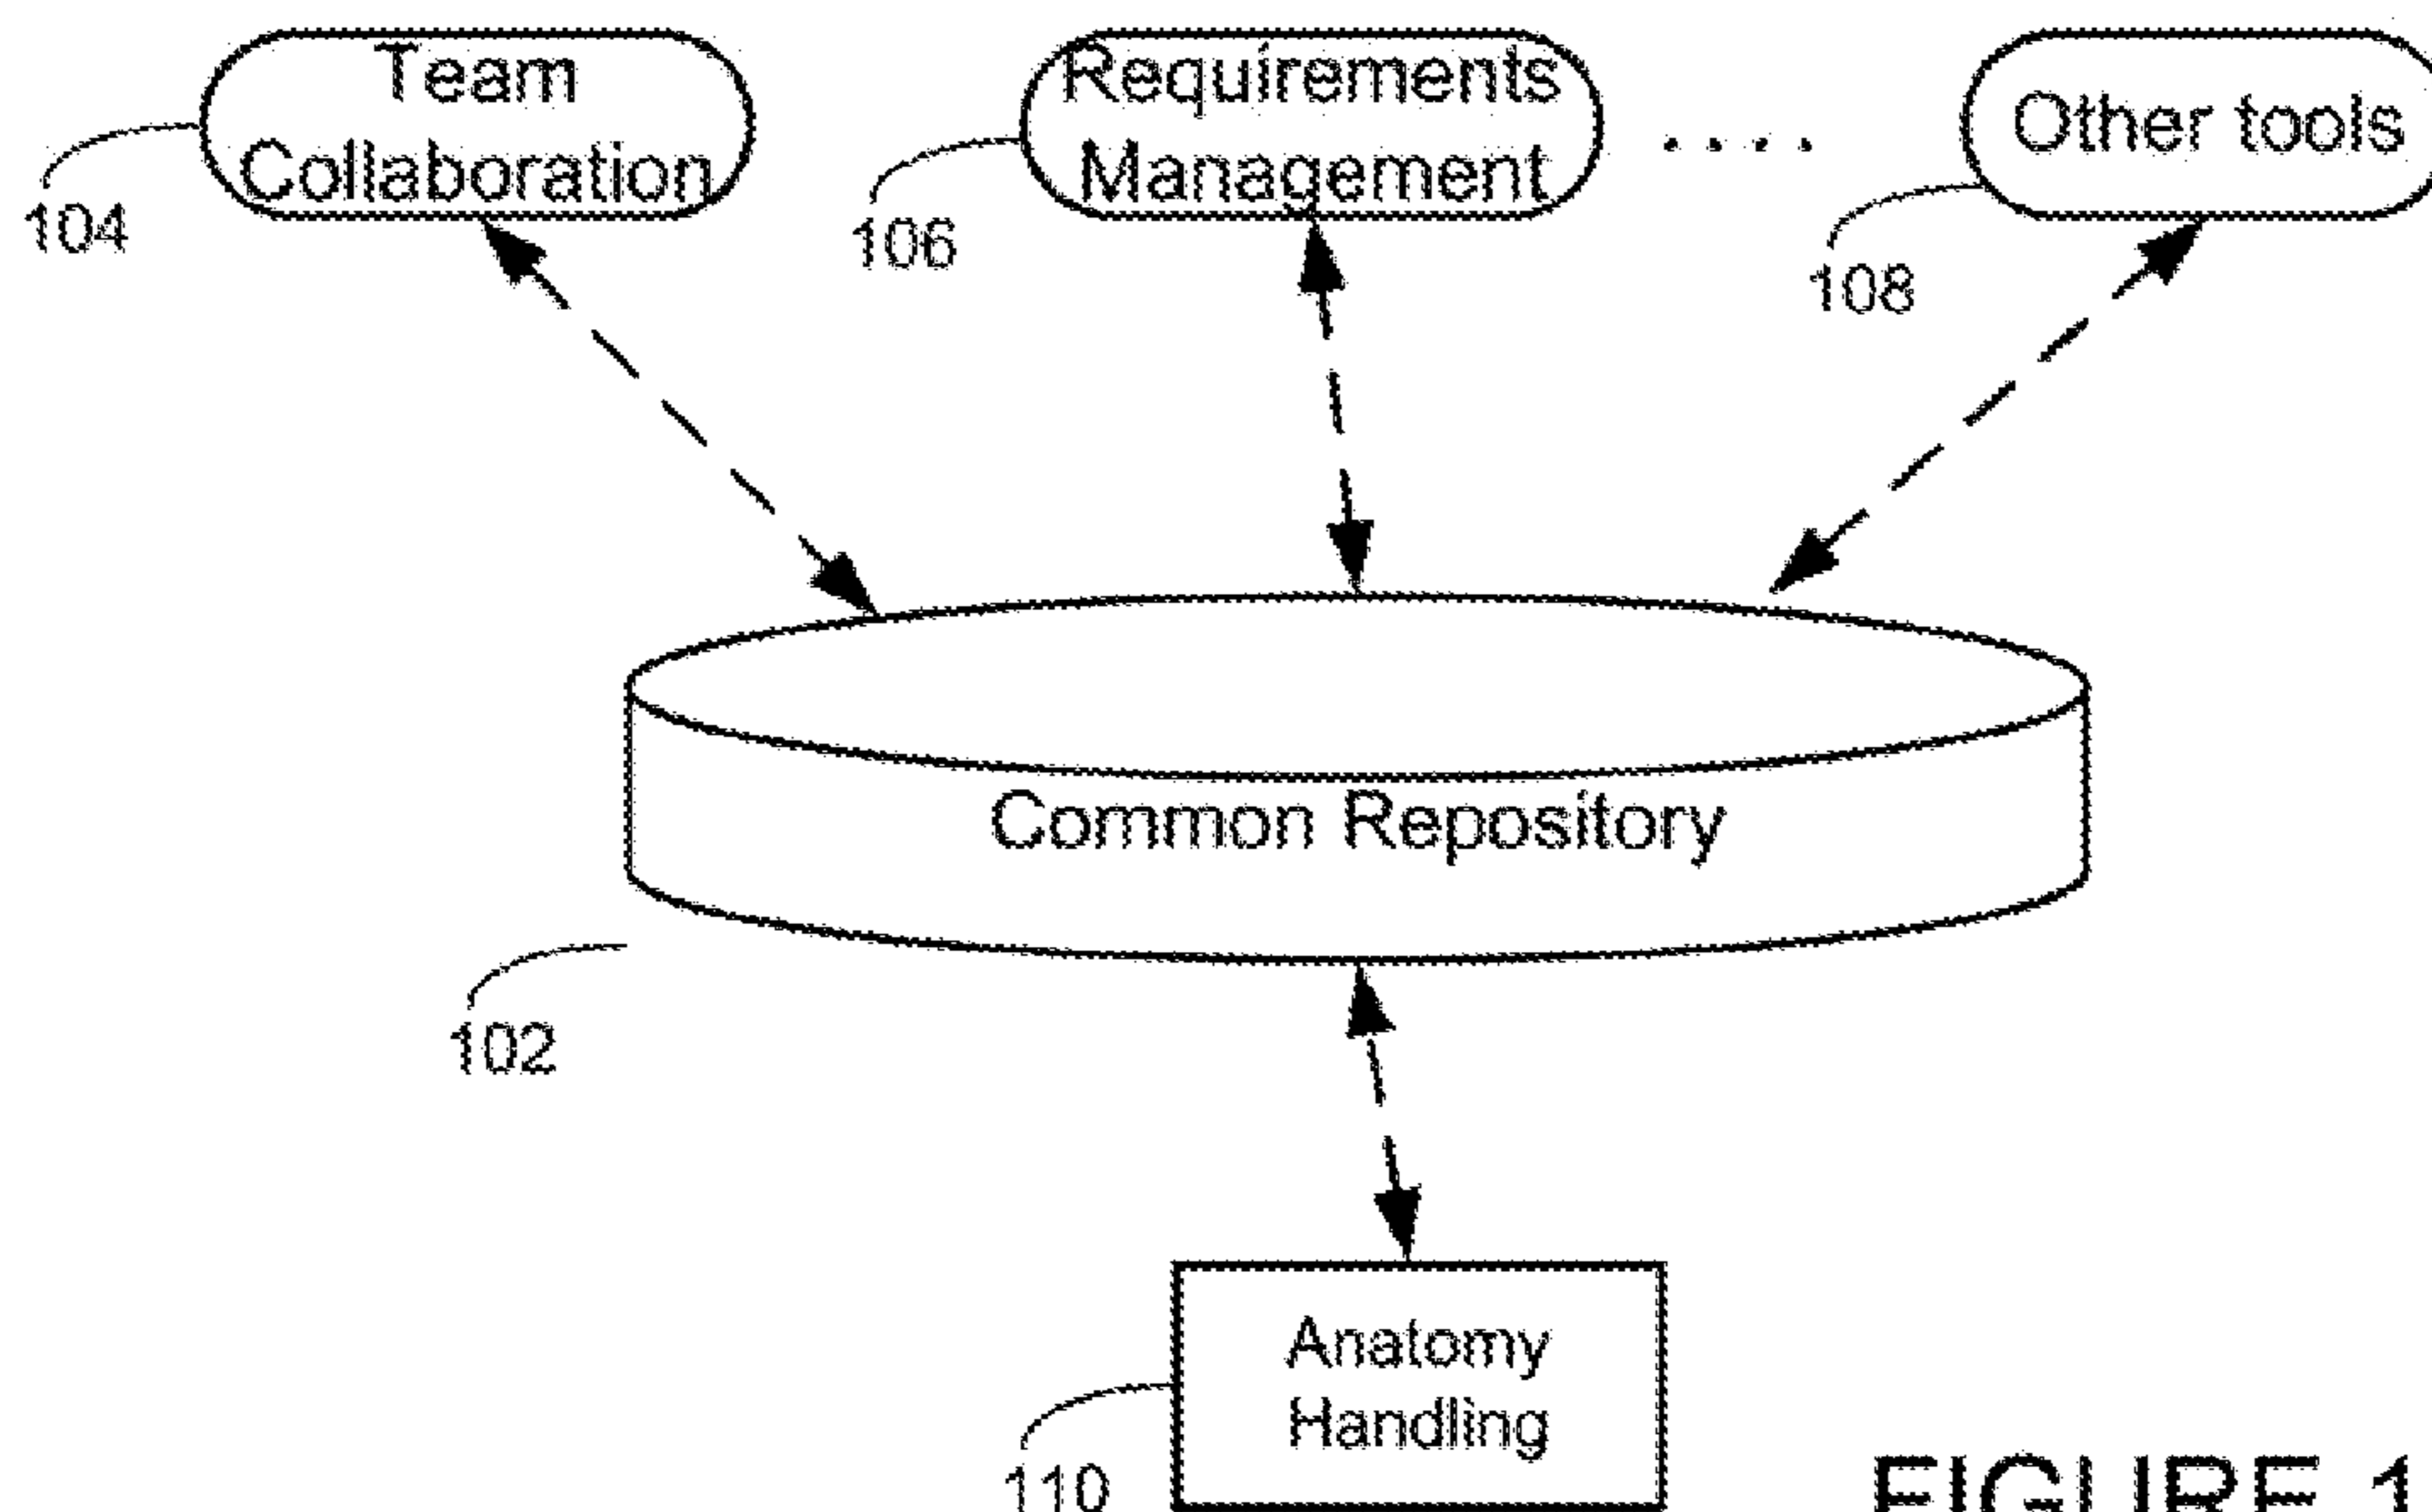 Team
Collaboration
Requirements
Management
....
Other tools
104
106
108
Common Repository
102
Anatomy
Handling
110
FIGURE 1